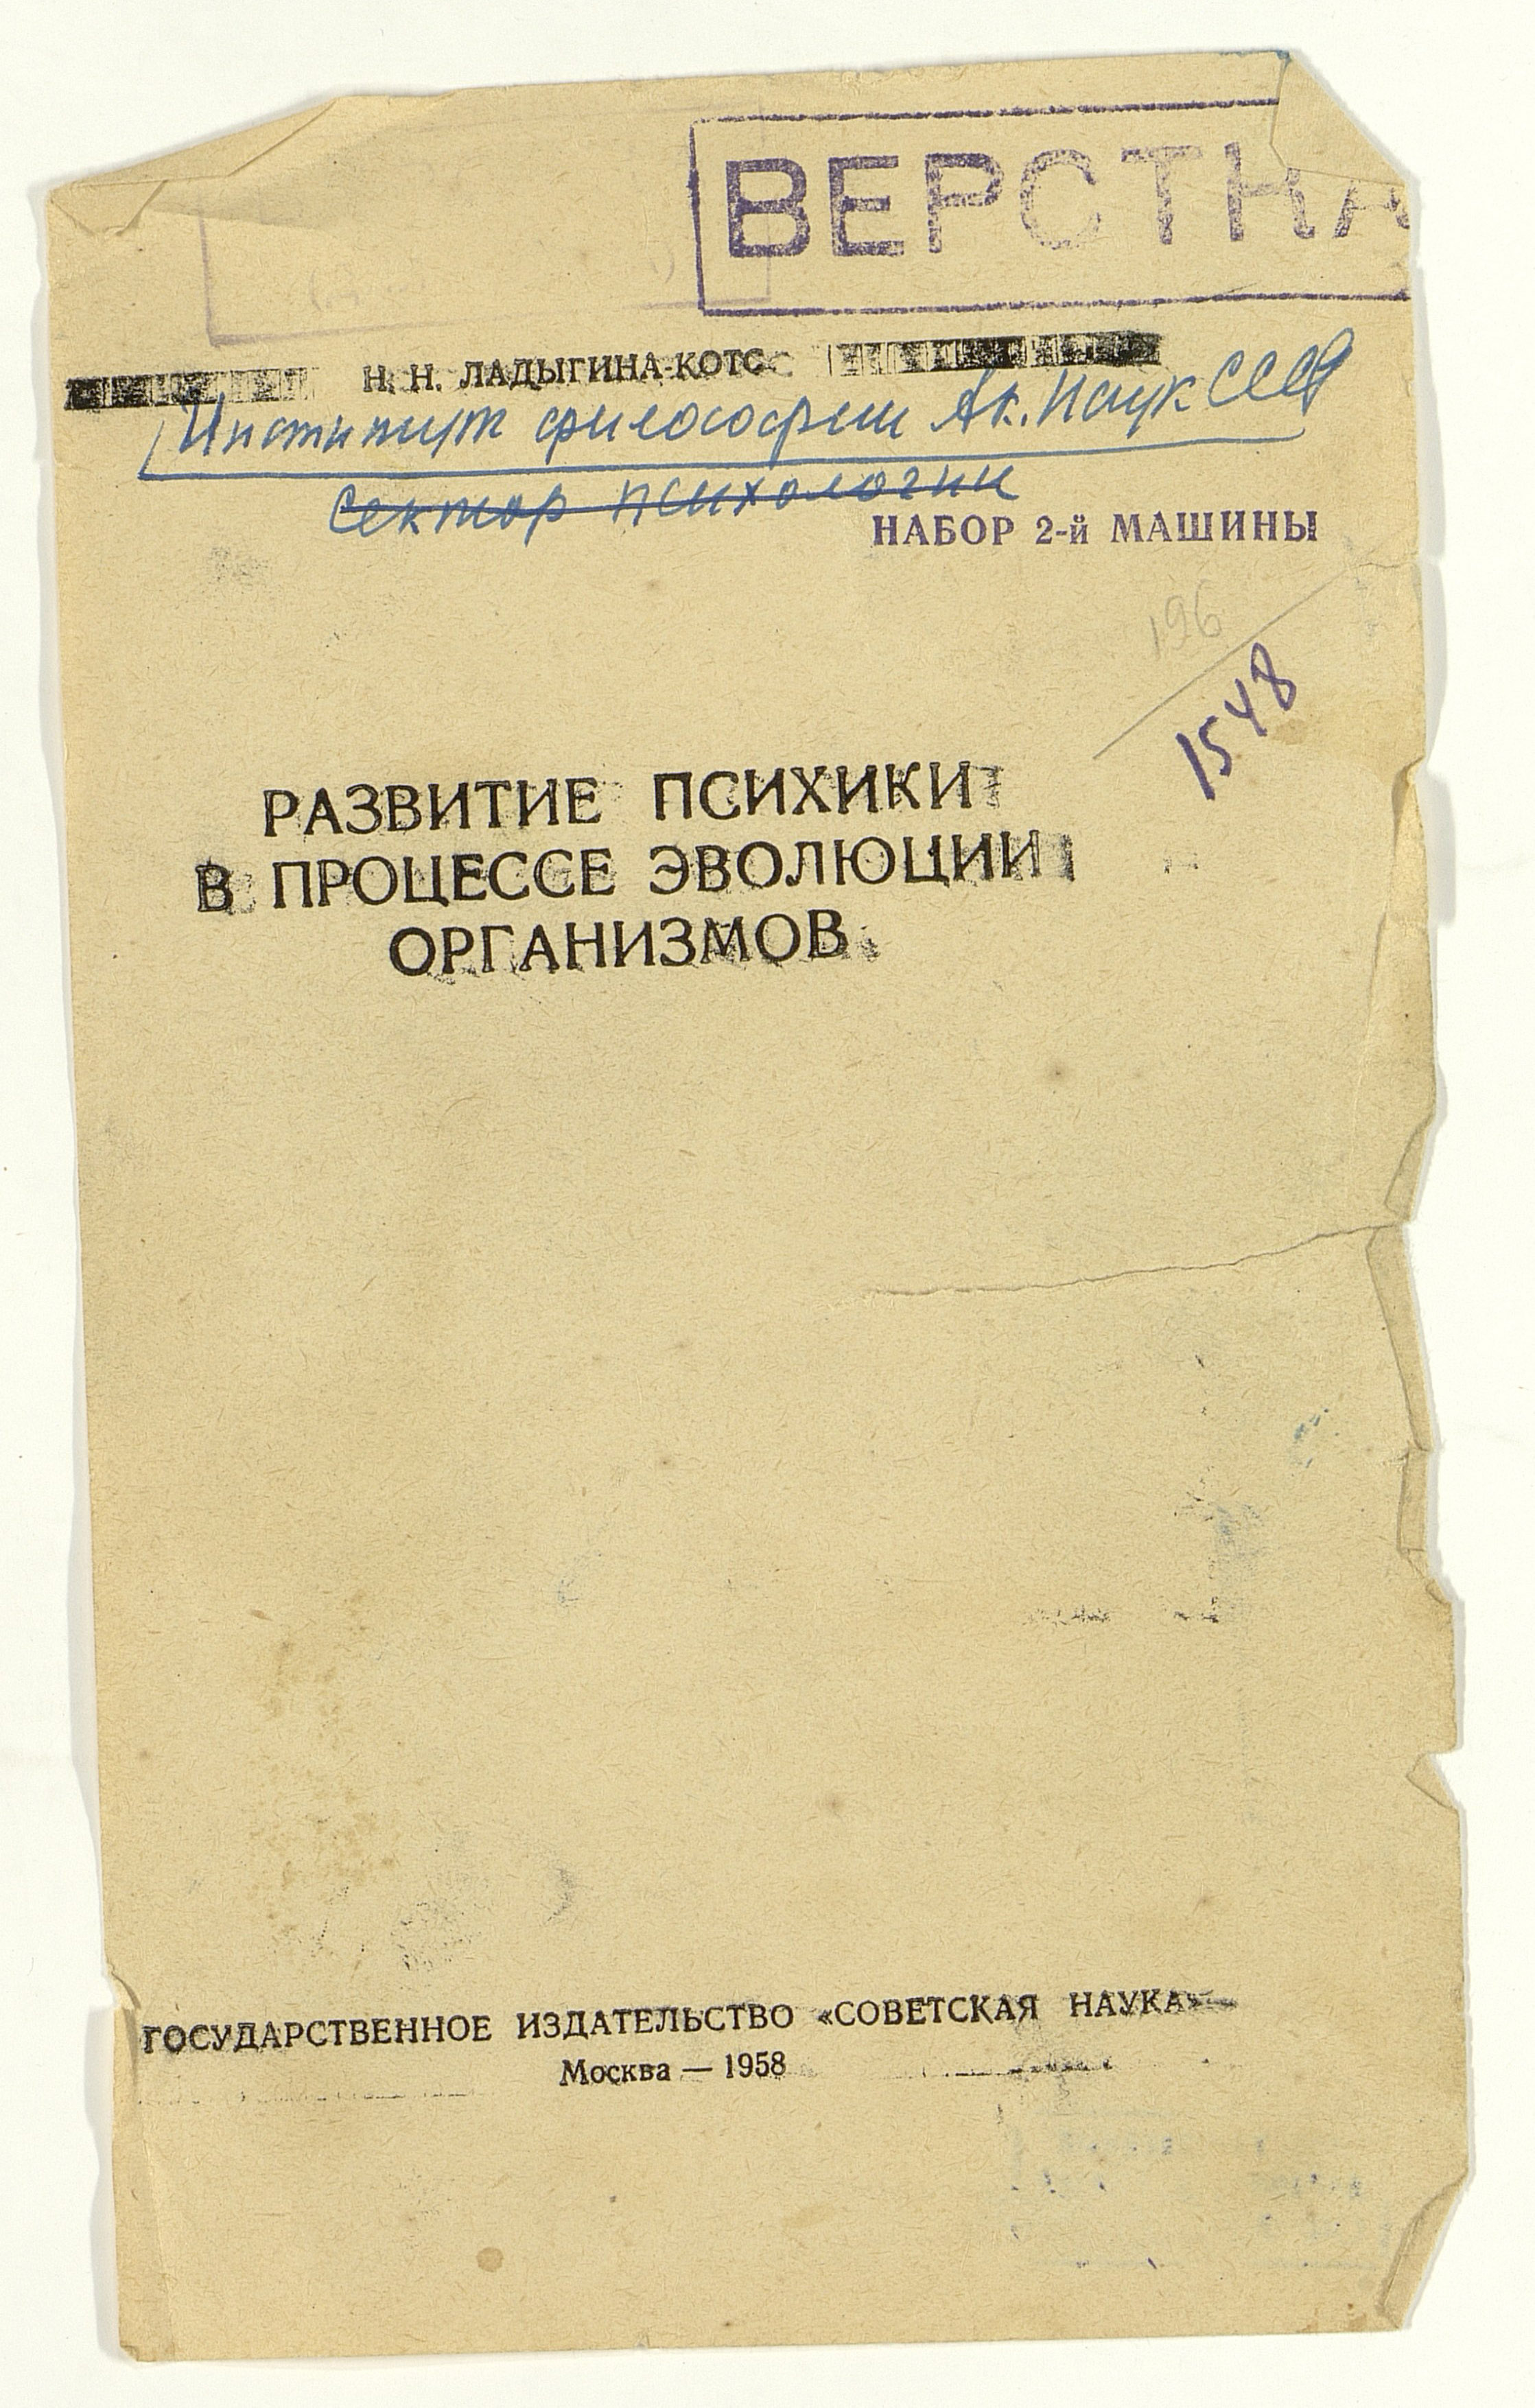 ВЕРСТКА
Н. Н. ЛАДЫГИНА-КОТС
Институт философии Ак. Наук СССР
Сектор психологии
НАБОР 2-й МАШИНЫ
196
1548
РАЗВИТИЕ ПСИХИКИ
В ПРОЦЕССЕ ЭВОЛЮЦИИ
ОРГАНИЗМОВ
ГОСУДАРСТВЕННОЕ ИЗДАТЕЛЬСТВО «СОВЕТСКАЯ НАУКА»
Москва — 1958